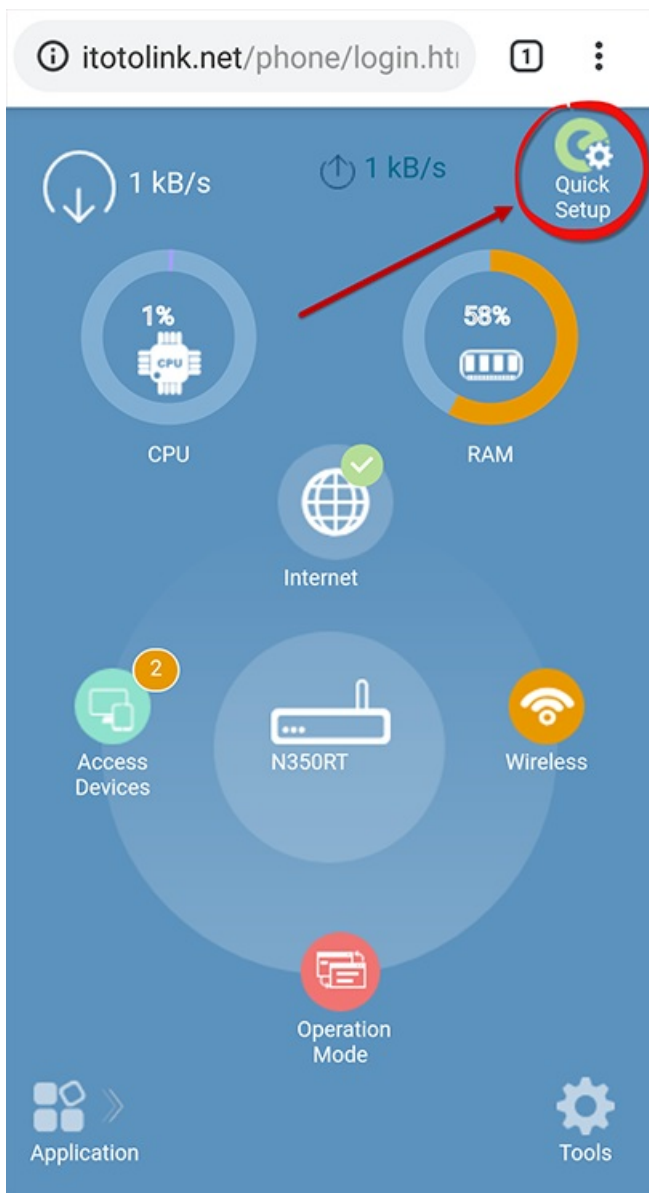 itotolink.net/phone/login.ht
1
1 kB/s
1 kB/s
Quick
Setup
1%
CPU
CPU
58%
RAM
Internet
2
Access
Devices
N350RT
Wireless
Operation
Mode
Application
Tools